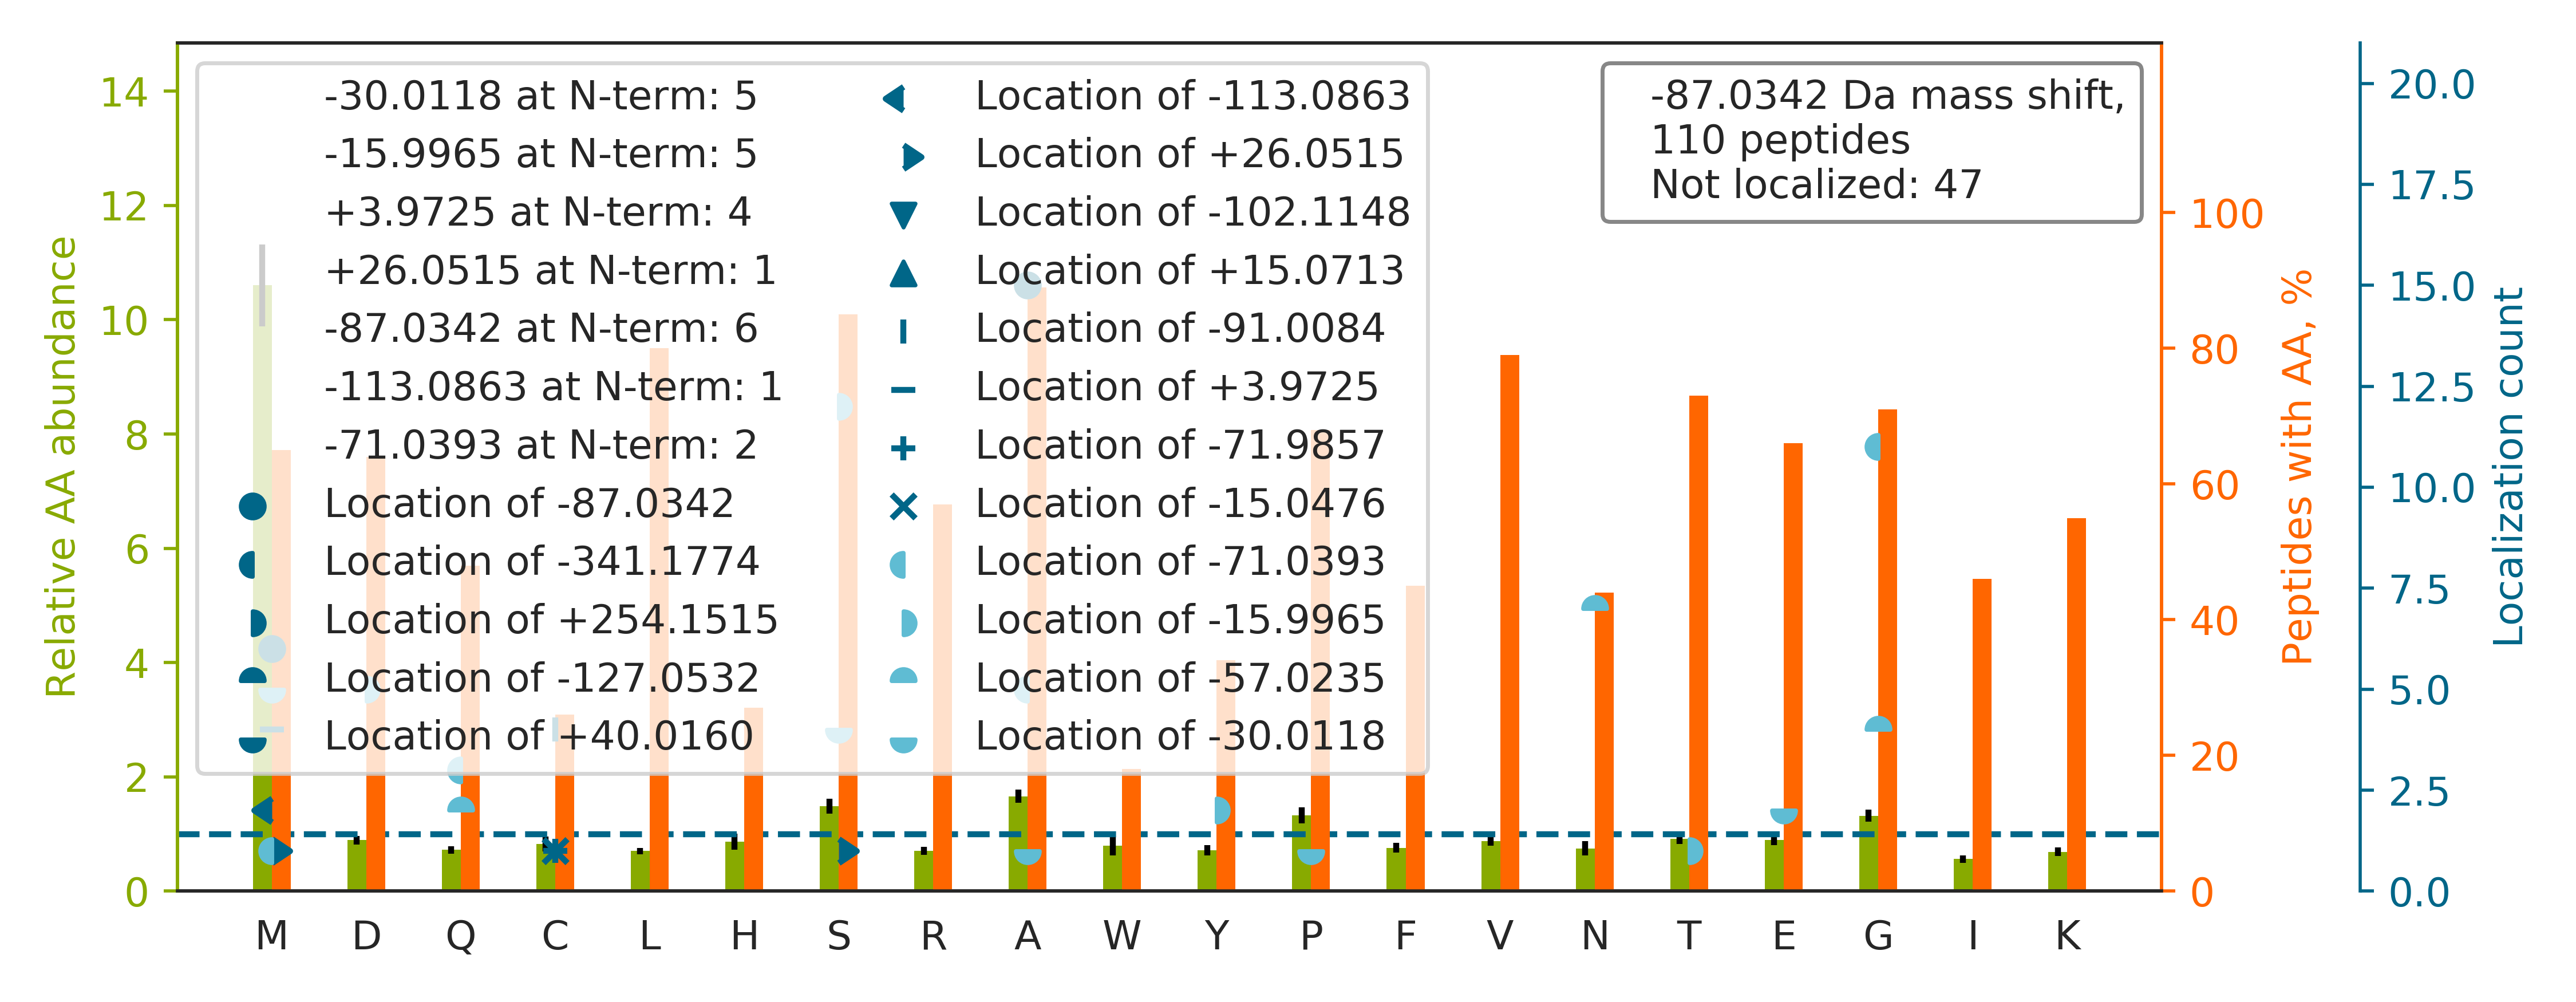 14
12
10
8
6
4
2
0
Relative AA abundance
-30.0118 at N-term: 5
-15.9965 at N-term: 5
+3.9725 at N-term: 4
+26.0515 at N-term: 1
-87.0342 at N-term: 6
-113.0863 at N-term: 1
-71.0393 at N-term: 2
Location of -87.0342
Location of -341.1774
Location of +254.1515
Location of -127.0532
Location of +40.0160
Location of -113.0863
Location of +26.0515
Location of -102.1148
Location of +15.0713
Location of -91.0084
Location of +3.9725
Location of -71.9857
Location of -15.0476
Location of -71.0393
Location of -15.9965
Location of -57.0235
Location of -30.0118
-87.0342 Da mass shift,
110 peptides
Not localized: 47
100
80
60
40
20
0
Peptides with AA, %
20.0
17.5
15.0
12.5
10.0
7.5
5.0
2.5
0.0
Localization count
M D Q C L H S R A W Y P F V N T E G I K